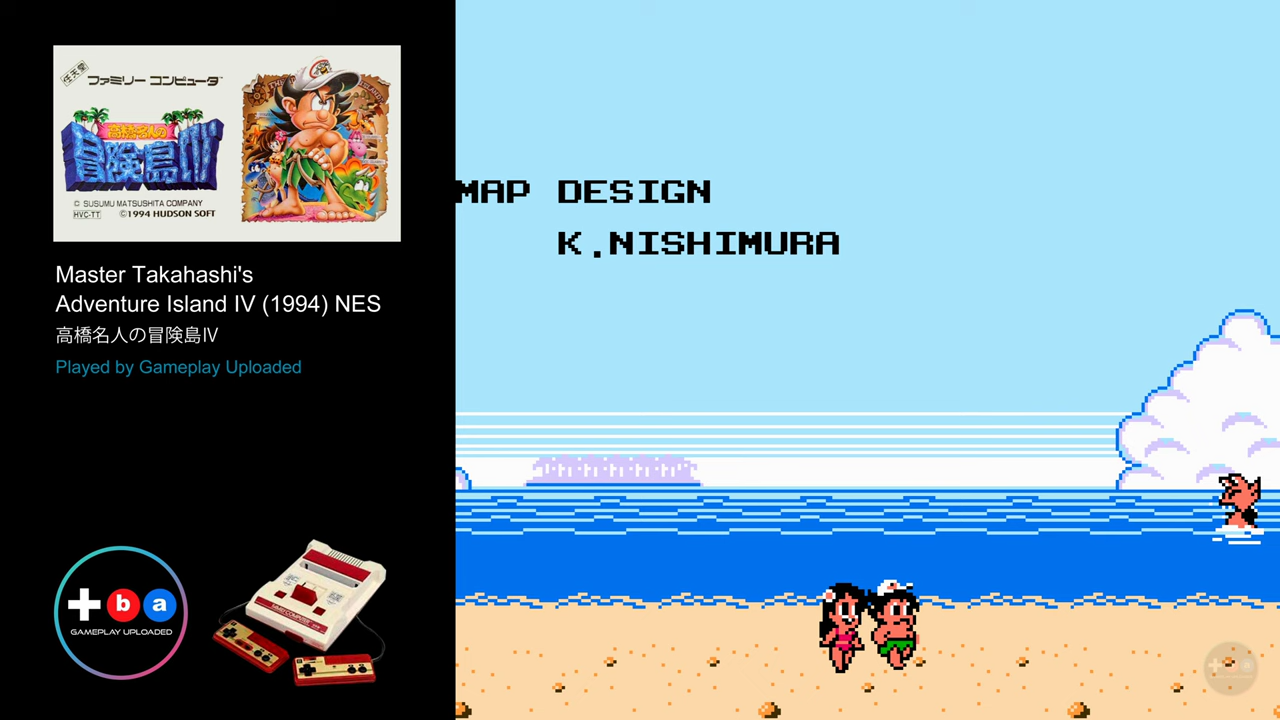 任天堂
ファミリー コンピュータ™
高橋名人の
冒険島IV
© SUSUMU MATSUSHITA COMPANY
HVC-TT ©1994 HUDSON SOFT
Master Takahashi's
Adventure Island IV (1994) NES
高橋名人の冒険島Ⅳ
Played by Gameplay Uploaded
b a
GAMEPLAY UPLOADED
MAP DESIGN
K.NISHIMURA